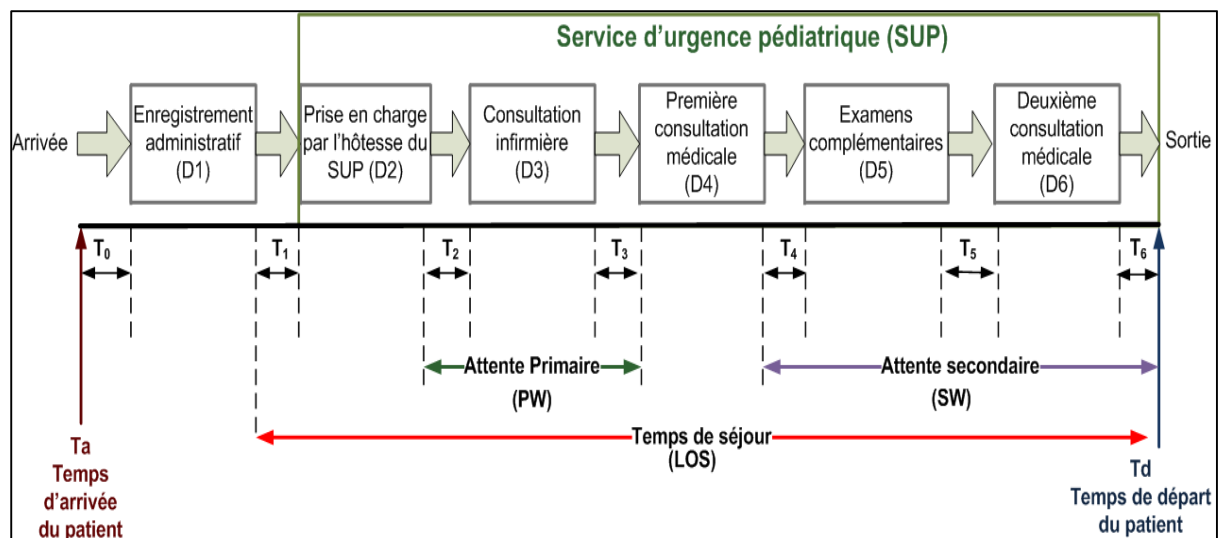 Service d'urgence pédiatrique (SUP)
Arrivée
Enregistrement
administratif
(D1)
Prise en charge
par l'hôtesse du
SUP (D2)
Consultation
infirmière
(D3)
Première
consultation
médicale
(D4)
Examens
complémentaires
(D5)
Deuxième
consultation
médicale
(D6)
Sortie
T0
T1
T2
T3
T4
T5
T6
Attente Primaire
(PW)
Attente secondaire
(SW)
Temps de séjour
(LOS)
Ta
Temps
d'arrivée
du patient
Td
Temps de départ
du patient